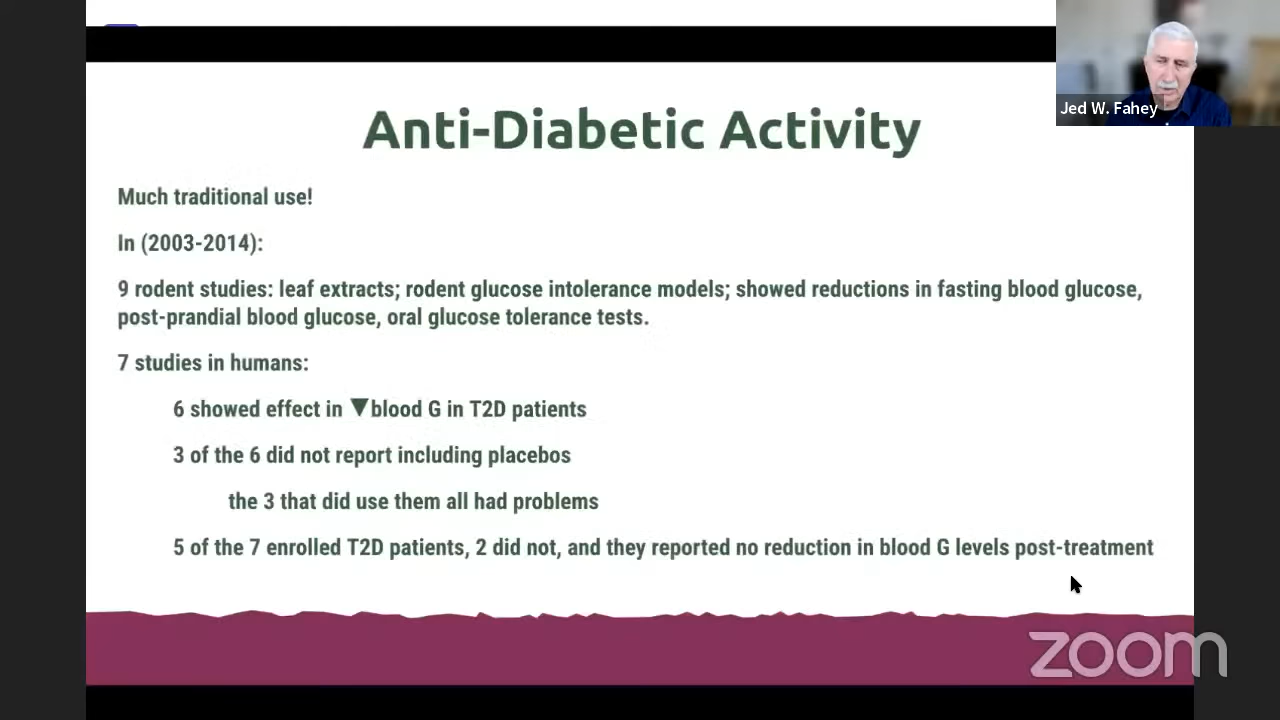 Jed W. Fahey
Anti-Diabetic Activity
Much traditional use!
In (2003-2014):
9 rodent studies: leaf extracts; rodent glucose intolerance models; showed reductions in fasting blood glucose,
post-prandial blood glucose, oral glucose tolerance tests.
7 studies in humans:
6 showed effect in ▼blood G in T2D patients
3 of the 6 did not report including placebos
the 3 that did use them all had problems
5 of the 7 enrolled T2D patients, 2 did not, and they reported no reduction in blood G levels post-treatment
zoom